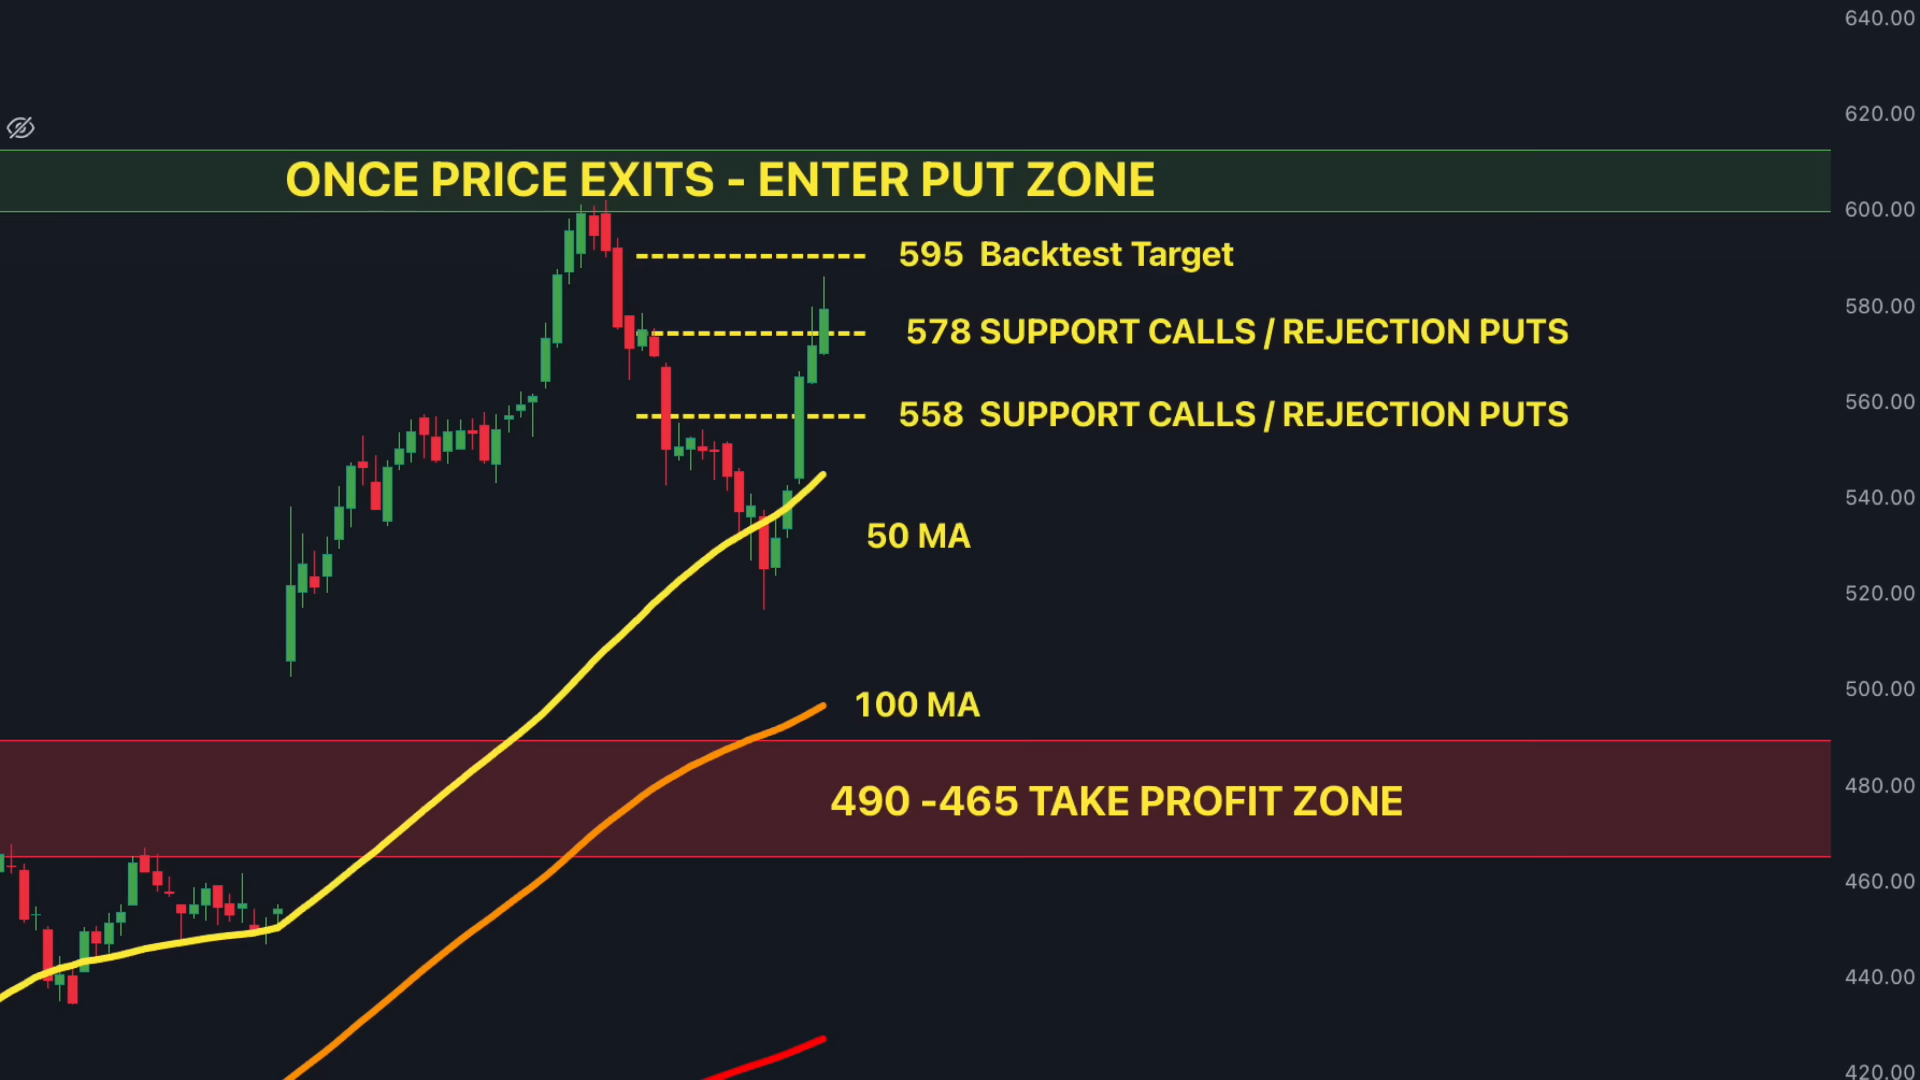 640.00
620.00
ONCE PRICE EXITS - ENTER PUT ZONE
600.00
595 Backtest Target
580.00
578 SUPPORT CALLS / REJECTION PUTS
560.00
558 SUPPORT CALLS / REJECTION PUTS
540.00
50 MA
520.00
500.00
100 MA
480.00
490 -465 TAKE PROFIT ZONE
460.00
440.00
420.00